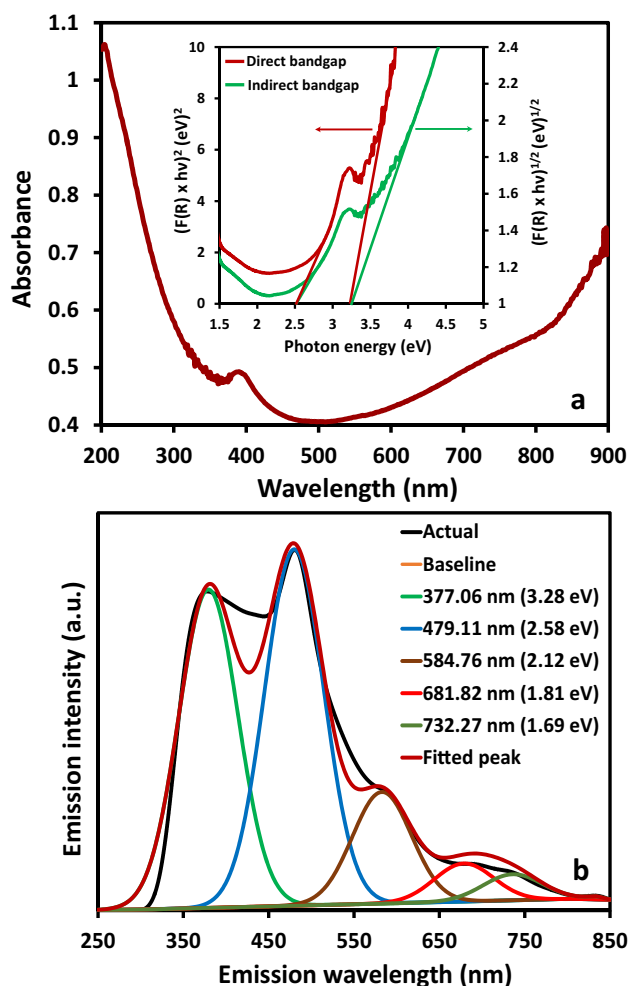 a
1.1
1
0.9
0.8
0.7
0.6
0.5
0.4
Absorbance
200 300 400 500 600 700 800 900
Wavelength (nm)
Direct bandgap
Indirect bandgap
10
8
6
4
2
0
(F(R) x hv)² (eV)²
2.4
2.2
2
1.8
1.6
1.4
1.2
1
(F(R) x hv)^1/2 (eV)^1/2
1.5 2 2.5 3 3.5 4 4.5 5
Photon energy (eV)
Actual
Baseline
377.06 nm (3.28 eV)
479.11 nm (2.58 eV)
584.76 nm (2.12 eV)
681.82 nm (1.81 eV)
732.27 nm (1.69 eV)
Fitted peak
b
Emission intensity (a.u.)
250 350 450 550 650 750 850
Emission wavelength (nm)